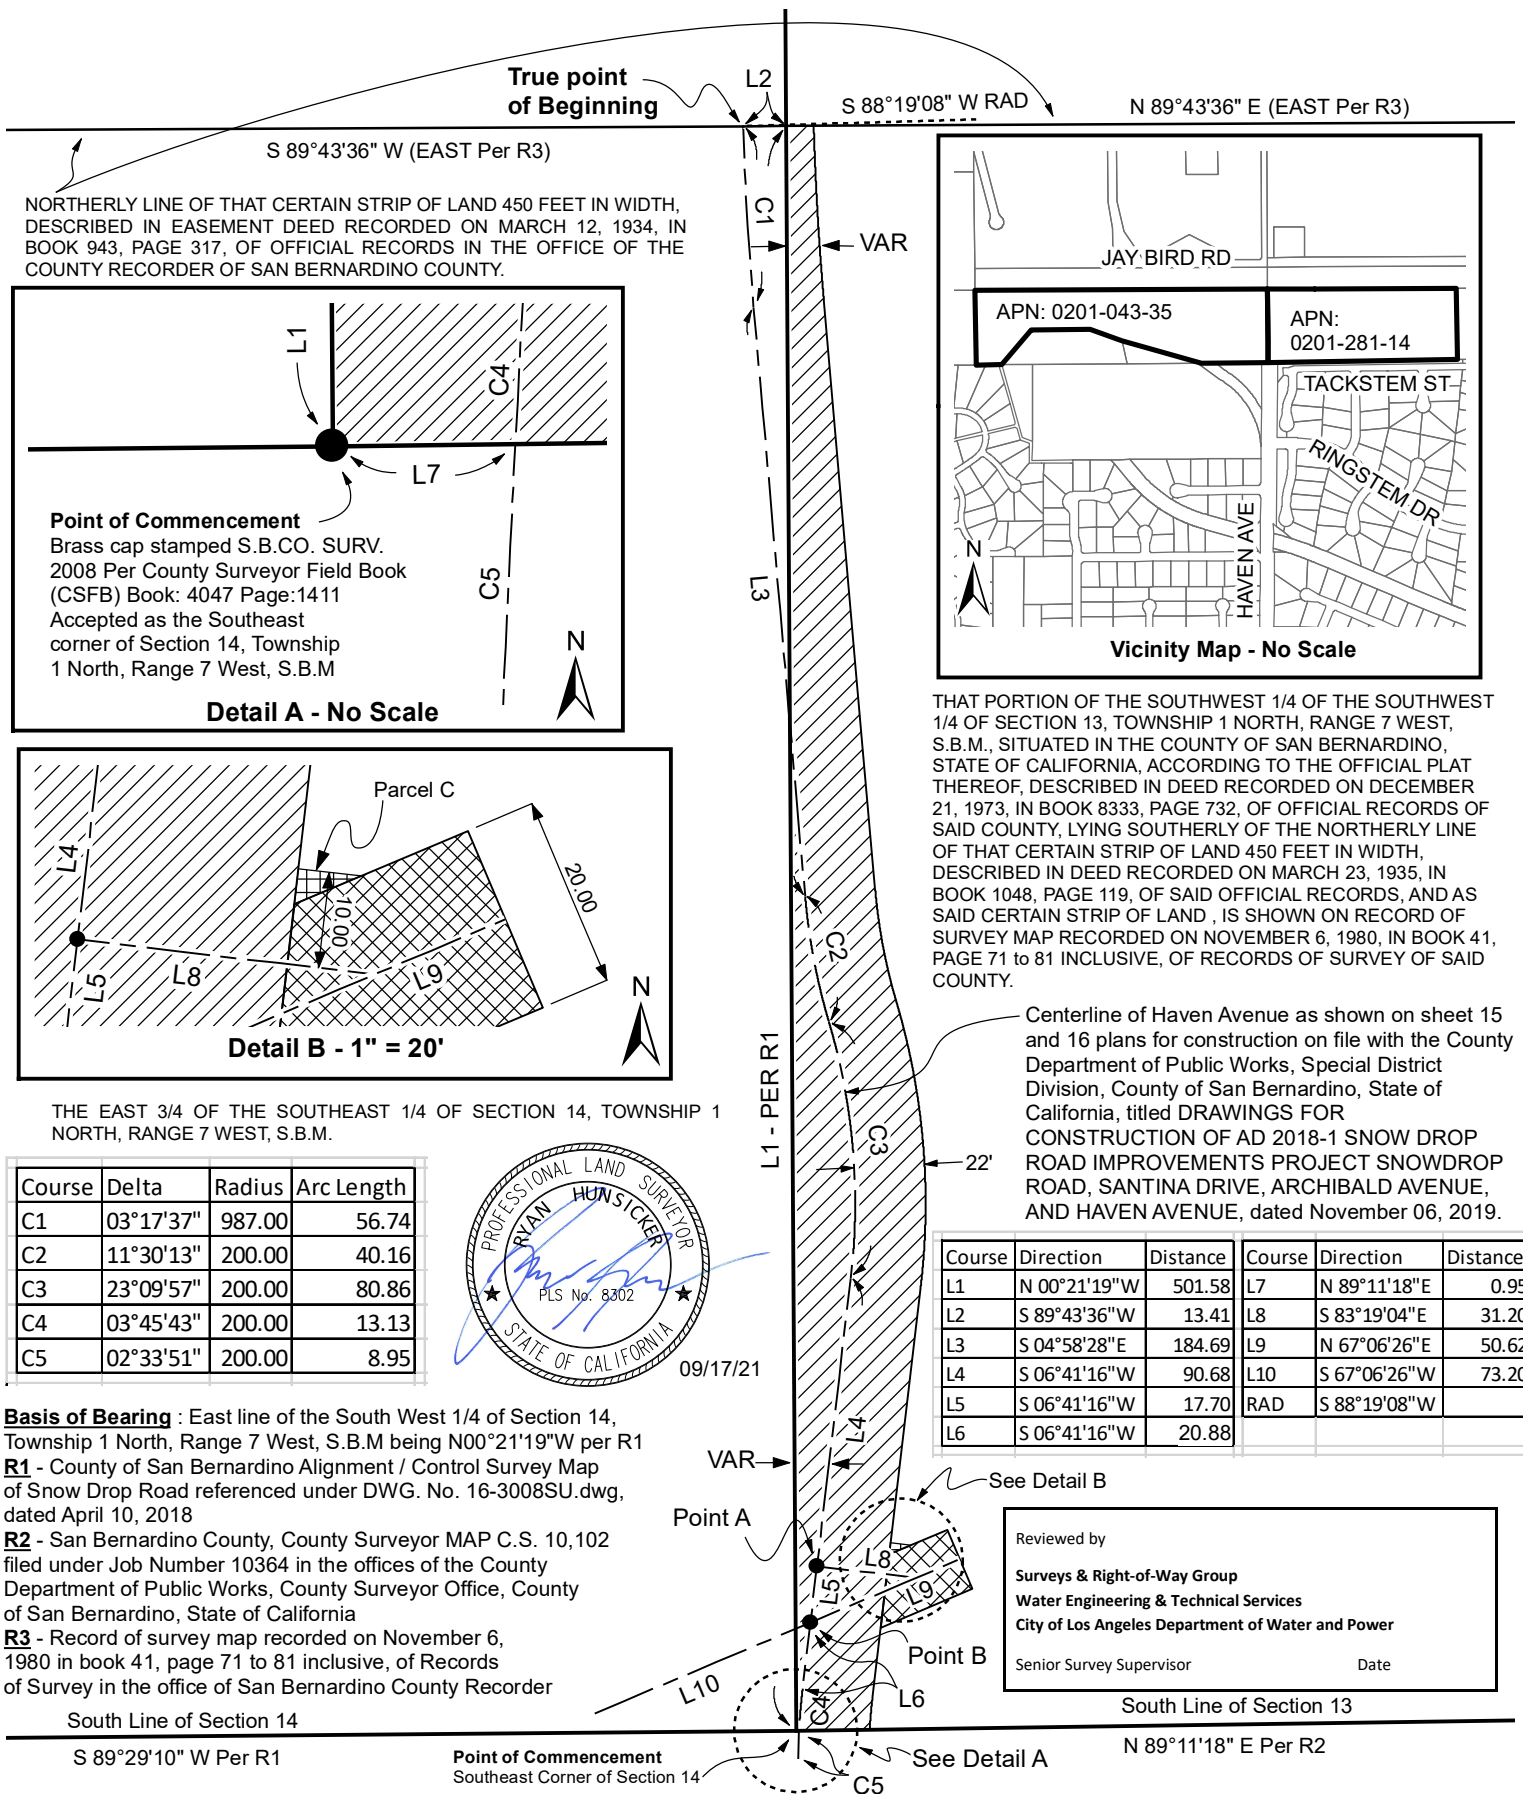 True point
of Beginning
L2
S 88°19'08" W RAD
N 89°43'36" E (EAST Per R3)
S 89°43'36" W (EAST Per R3)
NORTHERLY LINE OF THAT CERTAIN STRIP OF LAND 450 FEET IN WIDTH,
DESCRIBED IN EASEMENT DEED RECORDED ON MARCH 12, 1934, IN
BOOK 943, PAGE 317, OF OFFICIAL RECORDS IN THE OFFICE OF THE
COUNTY RECORDER OF SAN BERNARDINO COUNTY.
C1
VAR
JAY BIRD RD
APN: 0201-043-35
APN:
0201-281-14
TACKSTEM ST
RINGSTEM DR
HAVEN AVE
N
Vicinity Map - No Scale
L1
C4
L7
C5
Point of Commencement
Brass cap stamped S.B.CO. SURV.
2008 Per County Surveyor Field Book
(CSFB) Book: 4047 Page:1411
Accepted as the Southeast
corner of Section 14, Township
1 North, Range 7 West, S.B.M
N
Detail A - No Scale
L3
THAT PORTION OF THE SOUTHWEST 1/4 OF THE SOUTHWEST
1/4 OF SECTION 13, TOWNSHIP 1 NORTH, RANGE 7 WEST,
S.B.M., SITUATED IN THE COUNTY OF SAN BERNARDINO,
STATE OF CALIFORNIA, ACCORDING TO THE OFFICIAL PLAT
THEREOF, DESCRIBED IN DEED RECORDED ON DECEMBER
21, 1973, IN BOOK 8333, PAGE 732, OF OFFICIAL RECORDS OF
SAID COUNTY, LYING SOUTHERLY OF THE NORTHERLY LINE
OF THAT CERTAIN STRIP OF LAND 450 FEET IN WIDTH,
DESCRIBED IN DEED RECORDED ON MARCH 23, 1935, IN
BOOK 1048, PAGE 119, OF SAID OFFICIAL RECORDS, AND AS
SAID CERTAIN STRIP OF LAND , IS SHOWN ON RECORD OF
SURVEY MAP RECORDED ON NOVEMBER 6, 1980, IN BOOK 41,
PAGE 71 to 81 INCLUSIVE, OF RECORDS OF SURVEY OF SAID
COUNTY.
Parcel C
L4
20.00
10.00
L8
L9
L5
N
Detail B - 1" = 20'
C2
Centerline of Haven Avenue as shown on sheet 15
and 16 plans for construction on file with the County
Department of Public Works, Special District
Division, County of San Bernardino, State of
California, titled DRAWINGS FOR
CONSTRUCTION OF AD 2018-1 SNOW DROP
ROAD IMPROVEMENTS PROJECT SNOWDROP
ROAD, SANTINA DRIVE, ARCHIBALD AVENUE,
AND HAVEN AVENUE, dated November 06, 2019.
L1 - PER R1
C3
22'
THE EAST 3/4 OF THE SOUTHEAST 1/4 OF SECTION 14, TOWNSHIP 1
NORTH, RANGE 7 WEST, S.B.M.
Course Delta Radius Arc Length
C1 03°17'37" 987.00 56.74
C2 11°30'13" 200.00 40.16
C3 23°09'57" 200.00 80.86
C4 03°45'43" 200.00 13.13
C5 02°33'51" 200.00 8.95
PROFESSIONAL LAND SURVEYOR
RYAN HUNSICKER
PLS No. 8302
STATE OF CALIFORNIA
09/17/21
Course Direction Distance Course Direction Distance
L1 N 00°21'19"W 501.58 L7 N 89°11'18"E 0.95
L2 S 89°43'36"W 13.41 L8 S 83°19'04"E 31.20
L3 S 04°58'28"E 184.69 L9 N 67°06'26"E 50.62
L4 S 06°41'16"W 90.68 L10 S 67°06'26"W 73.20
L5 S 06°41'16"W 17.70 RAD S 88°19'08"W
L6 S 06°41'16"W 20.88
Basis of Bearing : East line of the South West 1/4 of Section 14,
Township 1 North, Range 7 West, S.B.M being N00°21'19"W per R1
R1 - County of San Bernardino Alignment / Control Survey Map
of Snow Drop Road referenced under DWG. No. 16-3008SU.dwg,
dated April 10, 2018
R2 - San Bernardino County, County Surveyor MAP C.S. 10,102
filed under Job Number 10364 in the offices of the County
Department of Public Works, County Surveyor Office, County
of San Bernardino, State of California
R3 - Record of survey map recorded on November 6,
1980 in book 41, page 71 to 81 inclusive, of Records
of Survey in the office of San Bernardino County Recorder
L4
VAR
See Detail B
Point A
L8
L5
L9
Point B
L10
L6
C4
Reviewed by
Surveys & Right-of-Way Group
Water Engineering & Technical Services
City of Los Angeles Department of Water and Power
Senior Survey Supervisor Date
South Line of Section 14
South Line of Section 13
S 89°29'10" W Per R1
N 89°11'18" E Per R2
Point of Commencement
Southeast Corner of Section 14
See Detail A
C5